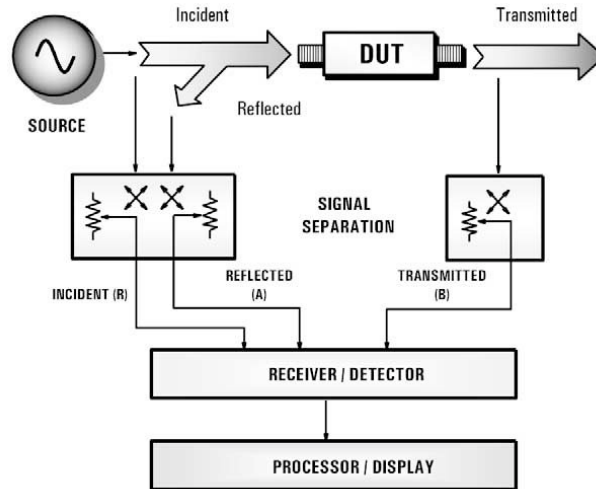 Incident
Transmitted
DUT
Reflected
SOURCE
SIGNAL
SEPARATION
INCIDENT (R)
REFLECTED
(A)
TRANSMITTED
(B)
RECEIVER / DETECTOR
PROCESSOR / DISPLAY